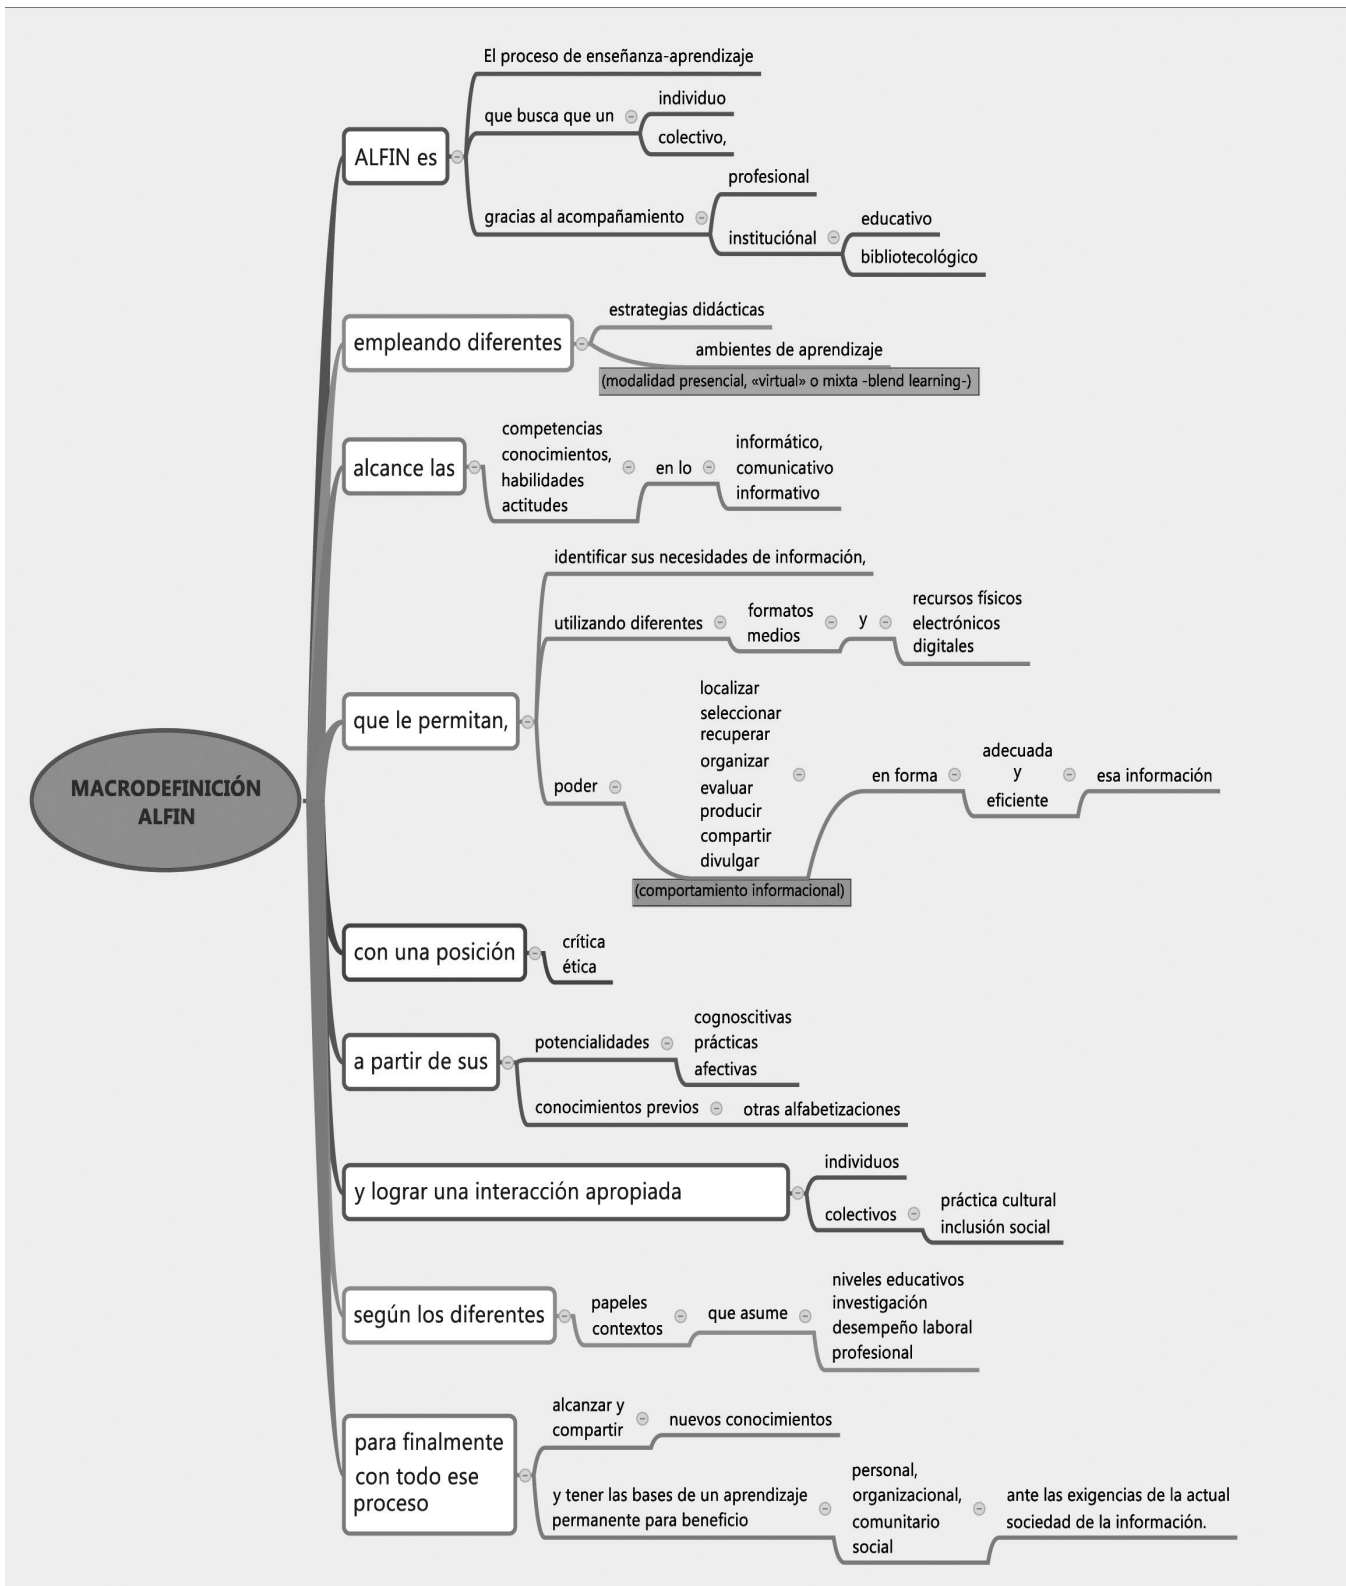 MACRODEFINICIÓN
ALFIN
ALFIN es
El proceso de enseñanza-aprendizaje
que busca que un
individuo
colectivo,
gracias al acompañamiento
profesional
instituciónal
educativo
bibliotecológico
empleando diferentes
estrategias didácticas
ambientes de aprendizaje
(modalidad presencial, «virtual» o mixta -blend learning-)
alcance las
competencias
conocimientos,
habilidades
actitudes
en lo
informático,
comunicativo
informativo
que le permitan,
identificar sus necesidades de información,
utilizando diferentes
formatos
medios
y
recursos físicos
electrónicos
digitales
poder
localizar
seleccionar
recuperar
organizar
evaluar
producir
compartir
divulgar
(comportamiento informacional)
en forma
adecuada
y
eficiente
esa información
con una posición
crítica
ética
a partir de sus
potencialidades
cognoscitivas
prácticas
afectivas
conocimientos previos
otras alfabetizaciones
y lograr una interacción apropiada
individuos
colectivos
práctica cultural
inclusión social
según los diferentes
papeles
contextos
que asume
niveles educativos
investigación
desempeño laboral
profesional
para finalmente
con todo ese
proceso
alcanzar y
compartir
nuevos conocimientos
y tener las bases de un aprendizaje
permanente para beneficio
personal,
organizacional,
comunitario
social
ante las exigencias de la actual
sociedad de la información.